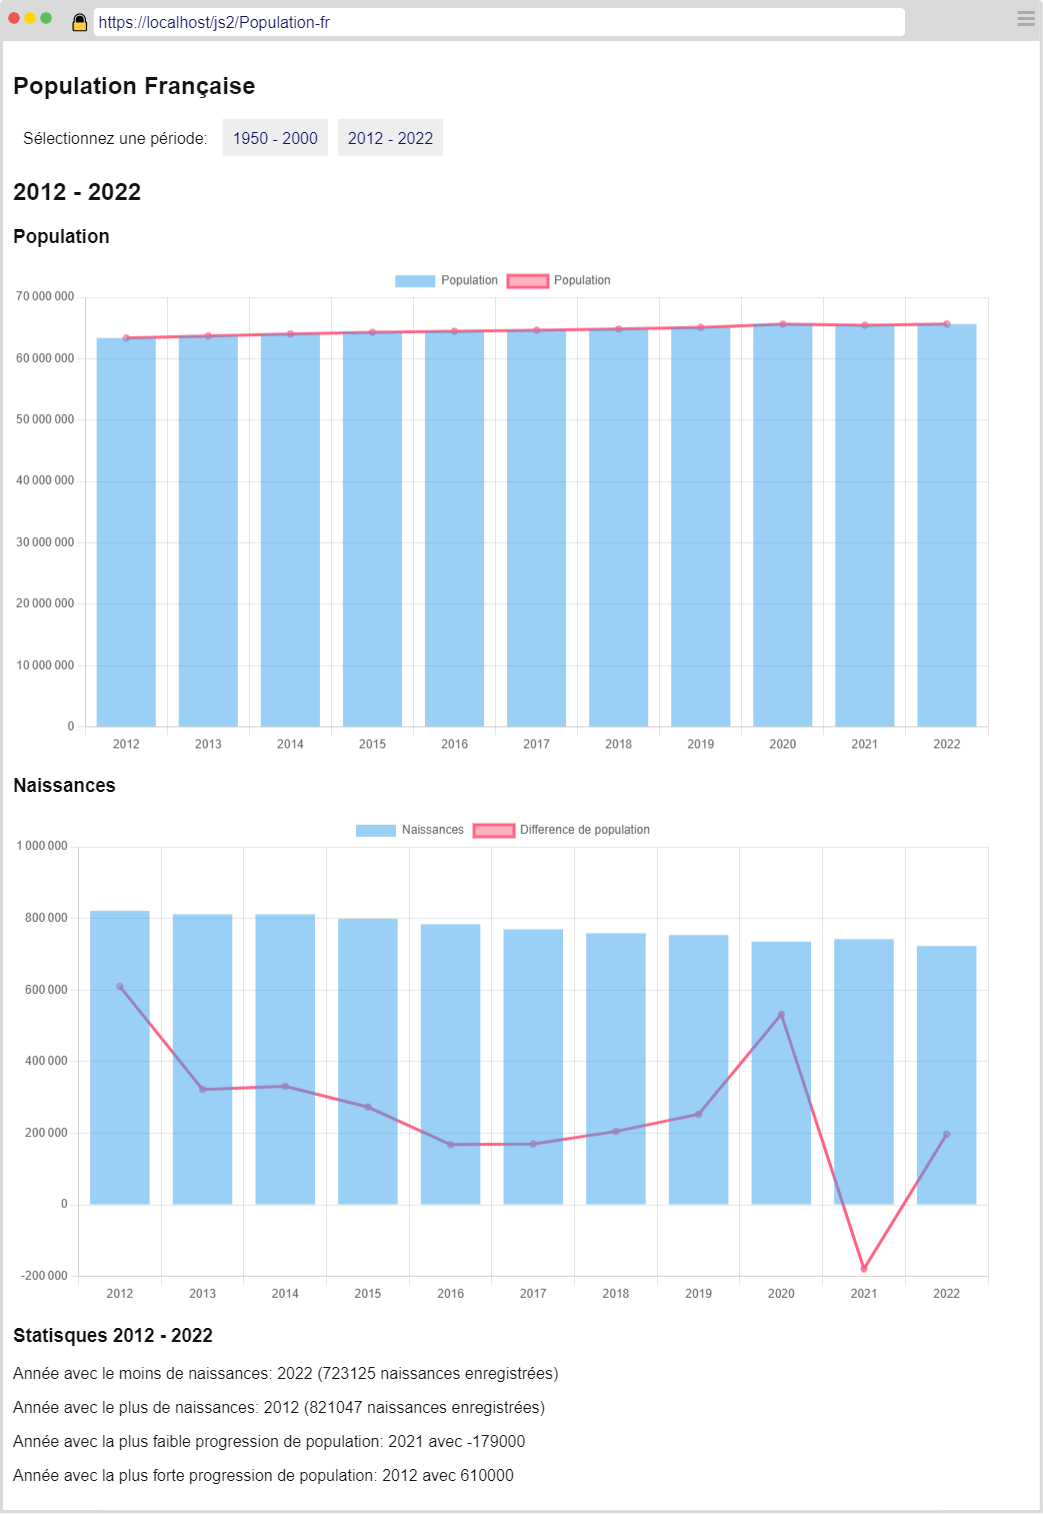 https://localhost/js2/Population-fr
Population Française
Sélectionnez une période: 1950 - 2000 2012 - 2022
2012 - 2022
Population
Population Population
70 000 000
60 000 000
50 000 000
40 000 000
30 000 000
20 000 000
10 000 000
0
2012 2013 2014 2015 2016 2017 2018 2019 2020 2021 2022
Naissances
Naissances Difference de population
1 000 000
800 000
600 000
400 000
200 000
0
-200 000
2012 2013 2014 2015 2016 2017 2018 2019 2020 2021 2022
Statisques 2012 - 2022
Année avec le moins de naissances: 2022 (723125 naissances enregistrées)
Année avec le plus de naissances: 2012 (821047 naissances enregistrées)
Année avec la plus faible progression de population: 2021 avec -179000
Année avec la plus forte progression de population: 2012 avec 610000